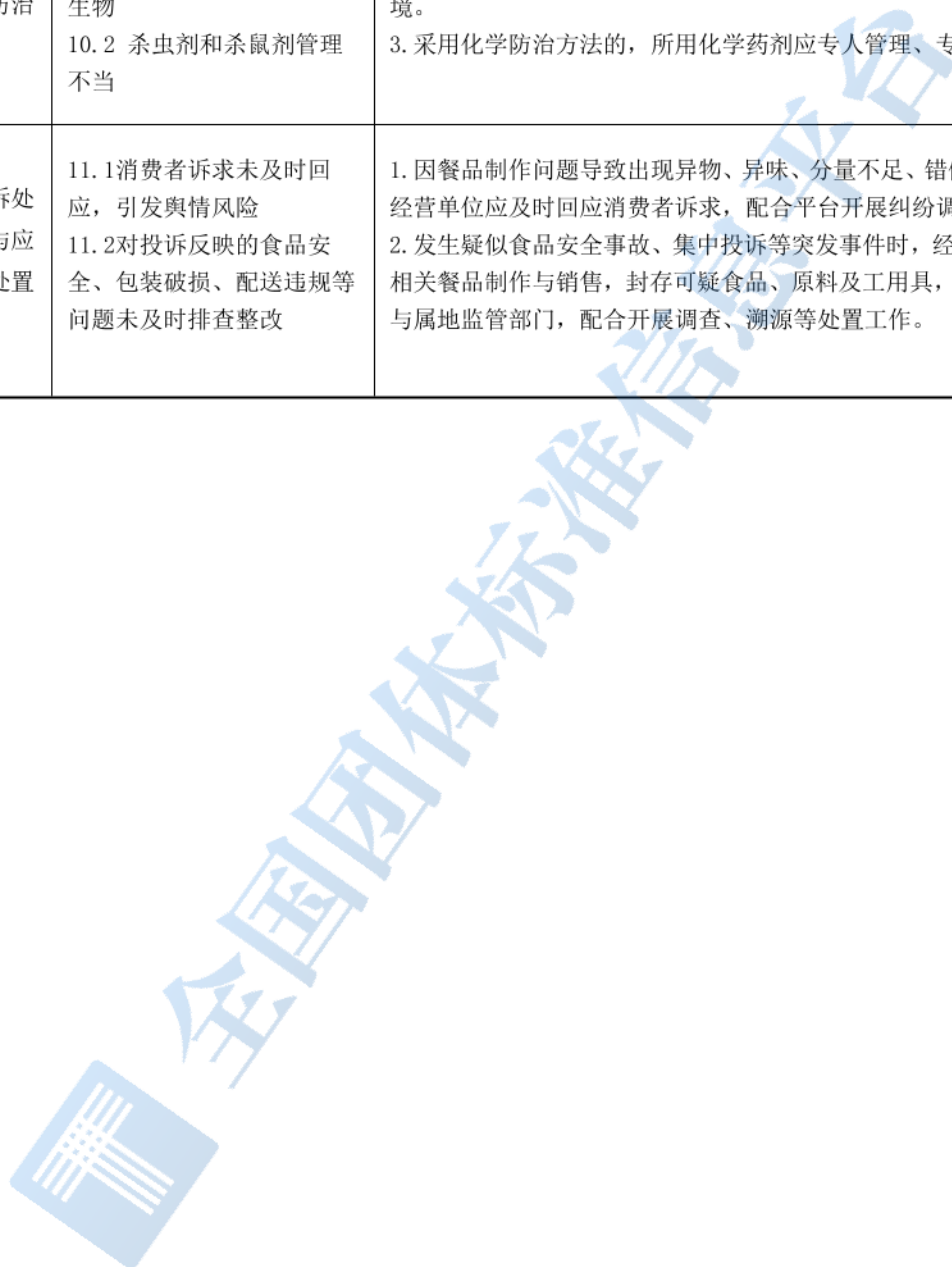 防治
生物
10.2 杀虫剂和杀鼠剂管理
不当
境。
3.采用化学防治方法的，所用化学药剂应专人管理、专
诉处
与应
处置
11.1消费者诉求未及时回
应，引发舆情风险
11.2对投诉反映的食品安
全、包装破损、配送违规等
问题未及时排查整改
1.因餐品制作问题导致出现异物、异味、分量不足、错
经营单位应及时回应消费者诉求，配合平台开展纠纷调
2.发生疑似食品安全事故、集中投诉等突发事件时，经
相关餐品制作与销售，封存可疑食品、原料及工用具，
与属地监管部门，配合开展调查、溯源等处置工作。
全国团体标准信息平台